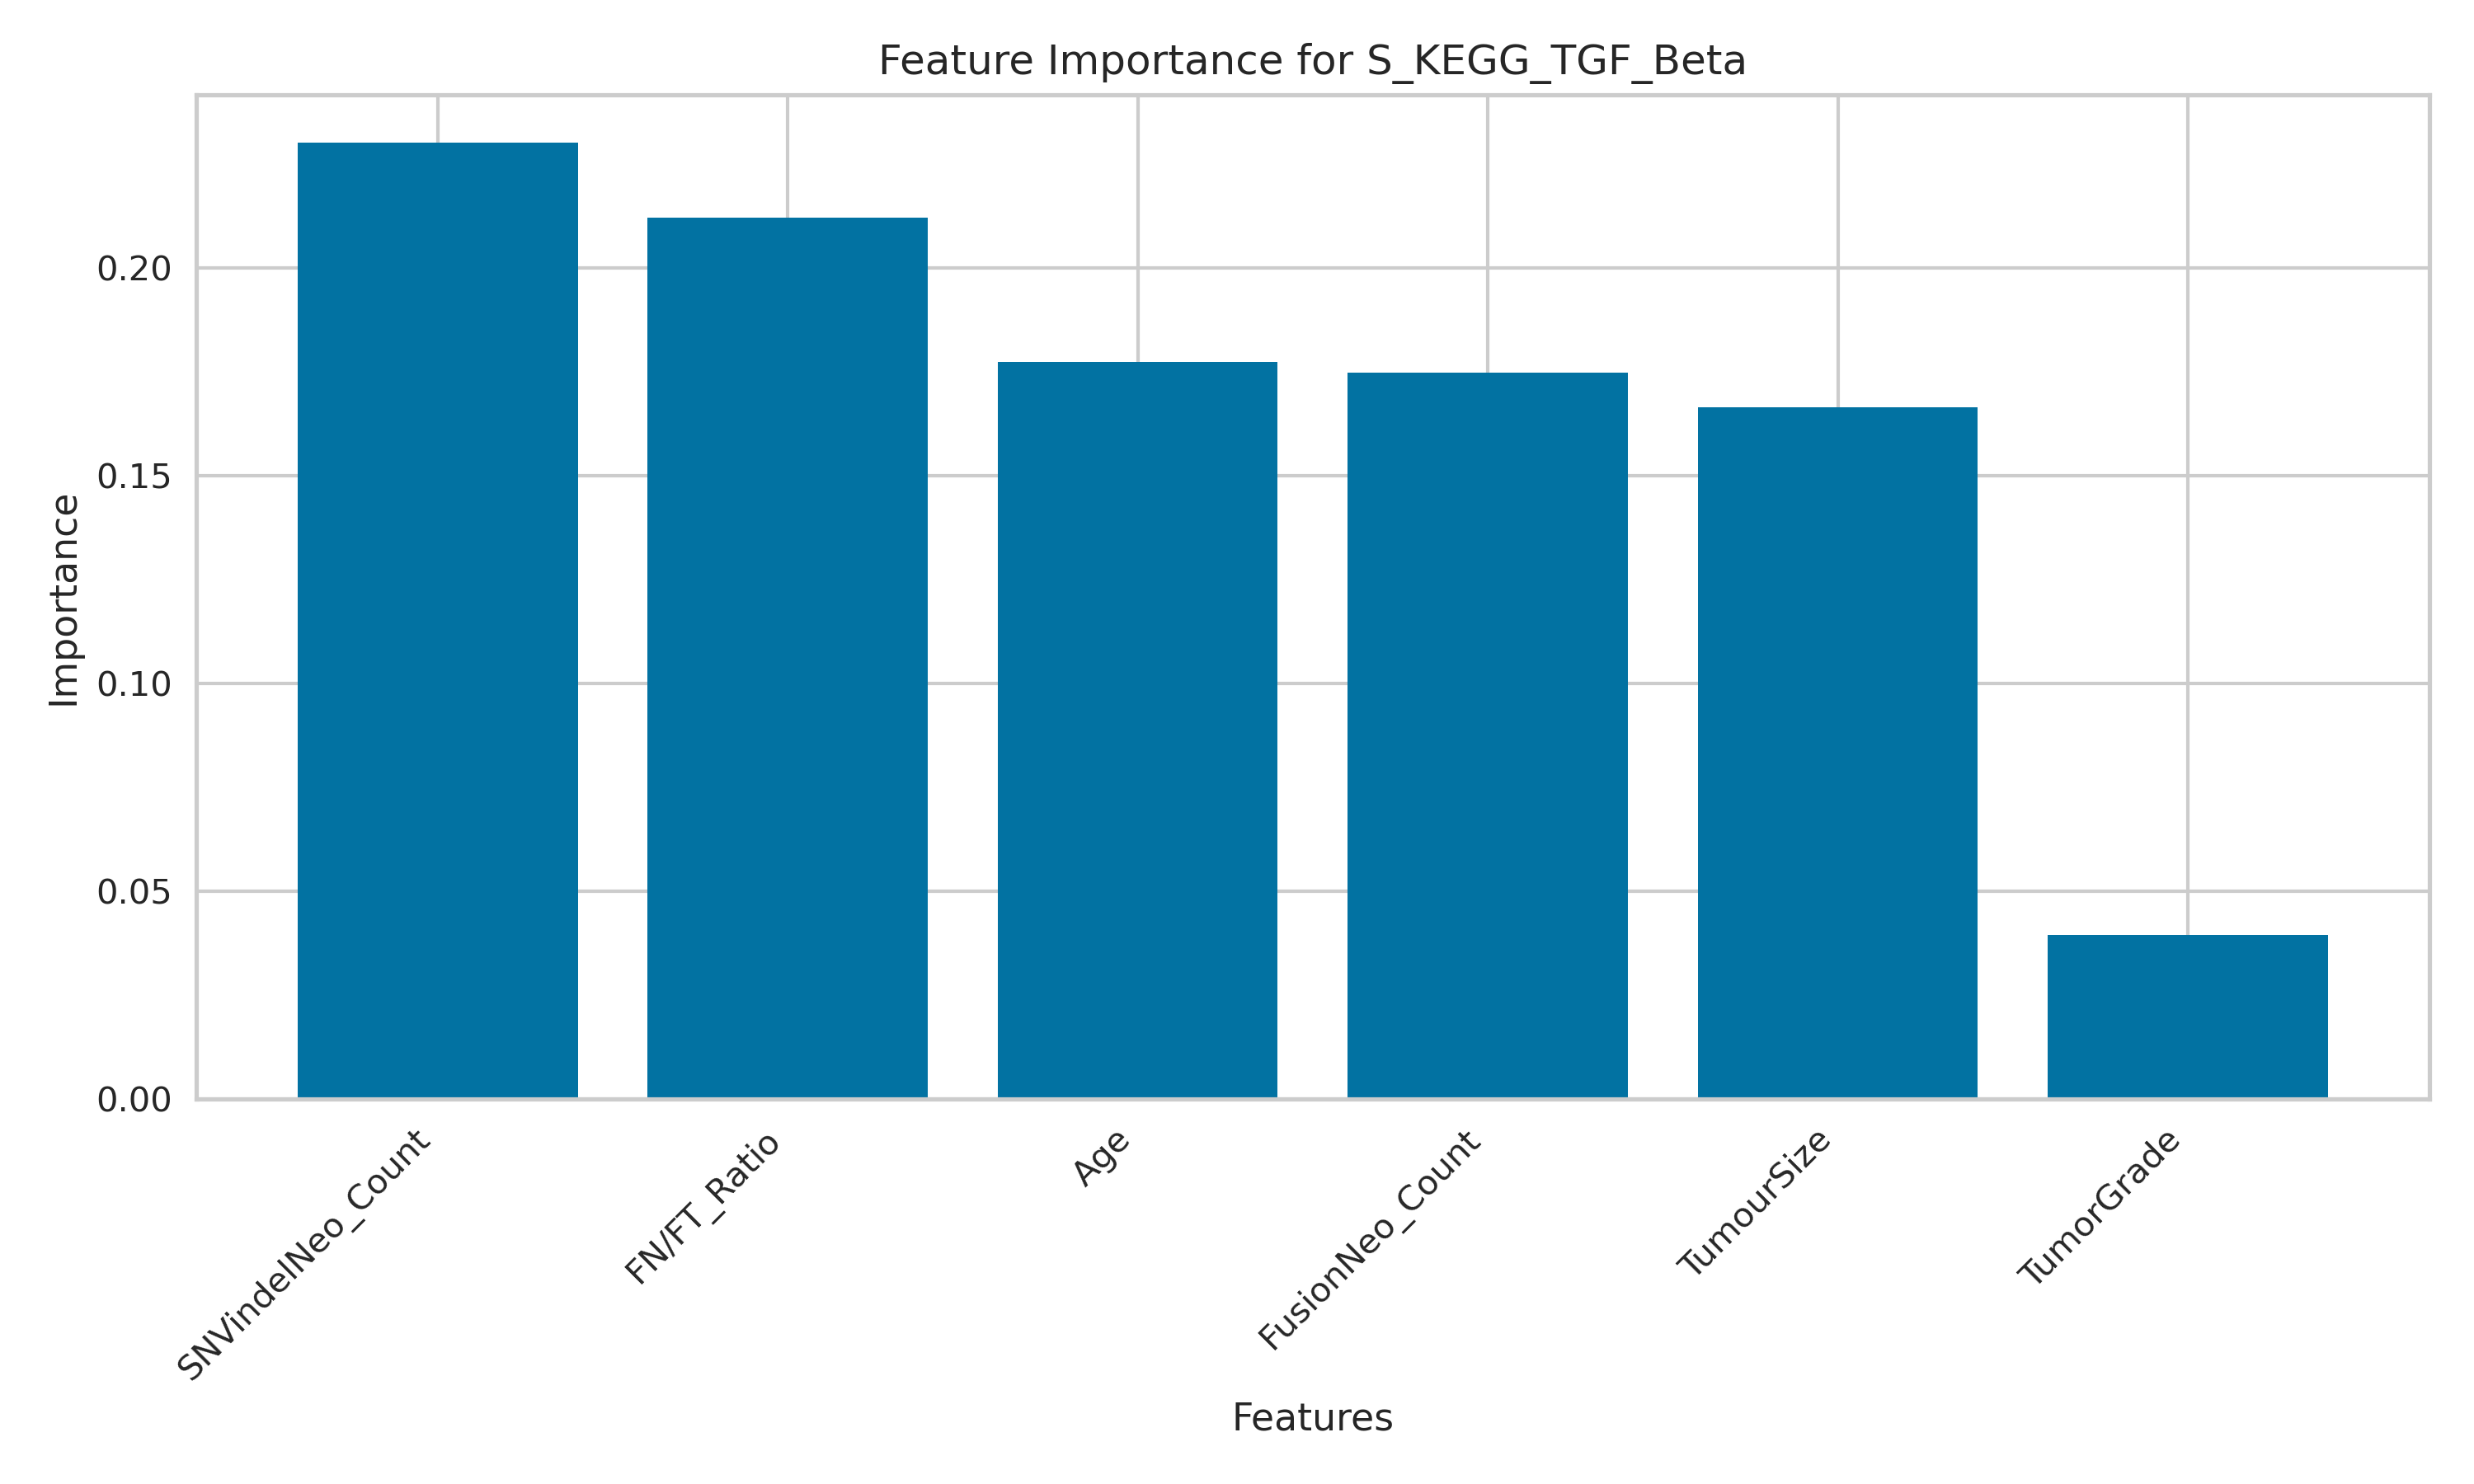 Feature Importance for S_KEGG_TGF_Beta
Importance
0.20
0.15
0.10
0.05
0.00
SNVindelNeo_Count
FN/FT_Ratio
Age
FusionNeo_Count
TumourSize
TumorGrade
Features